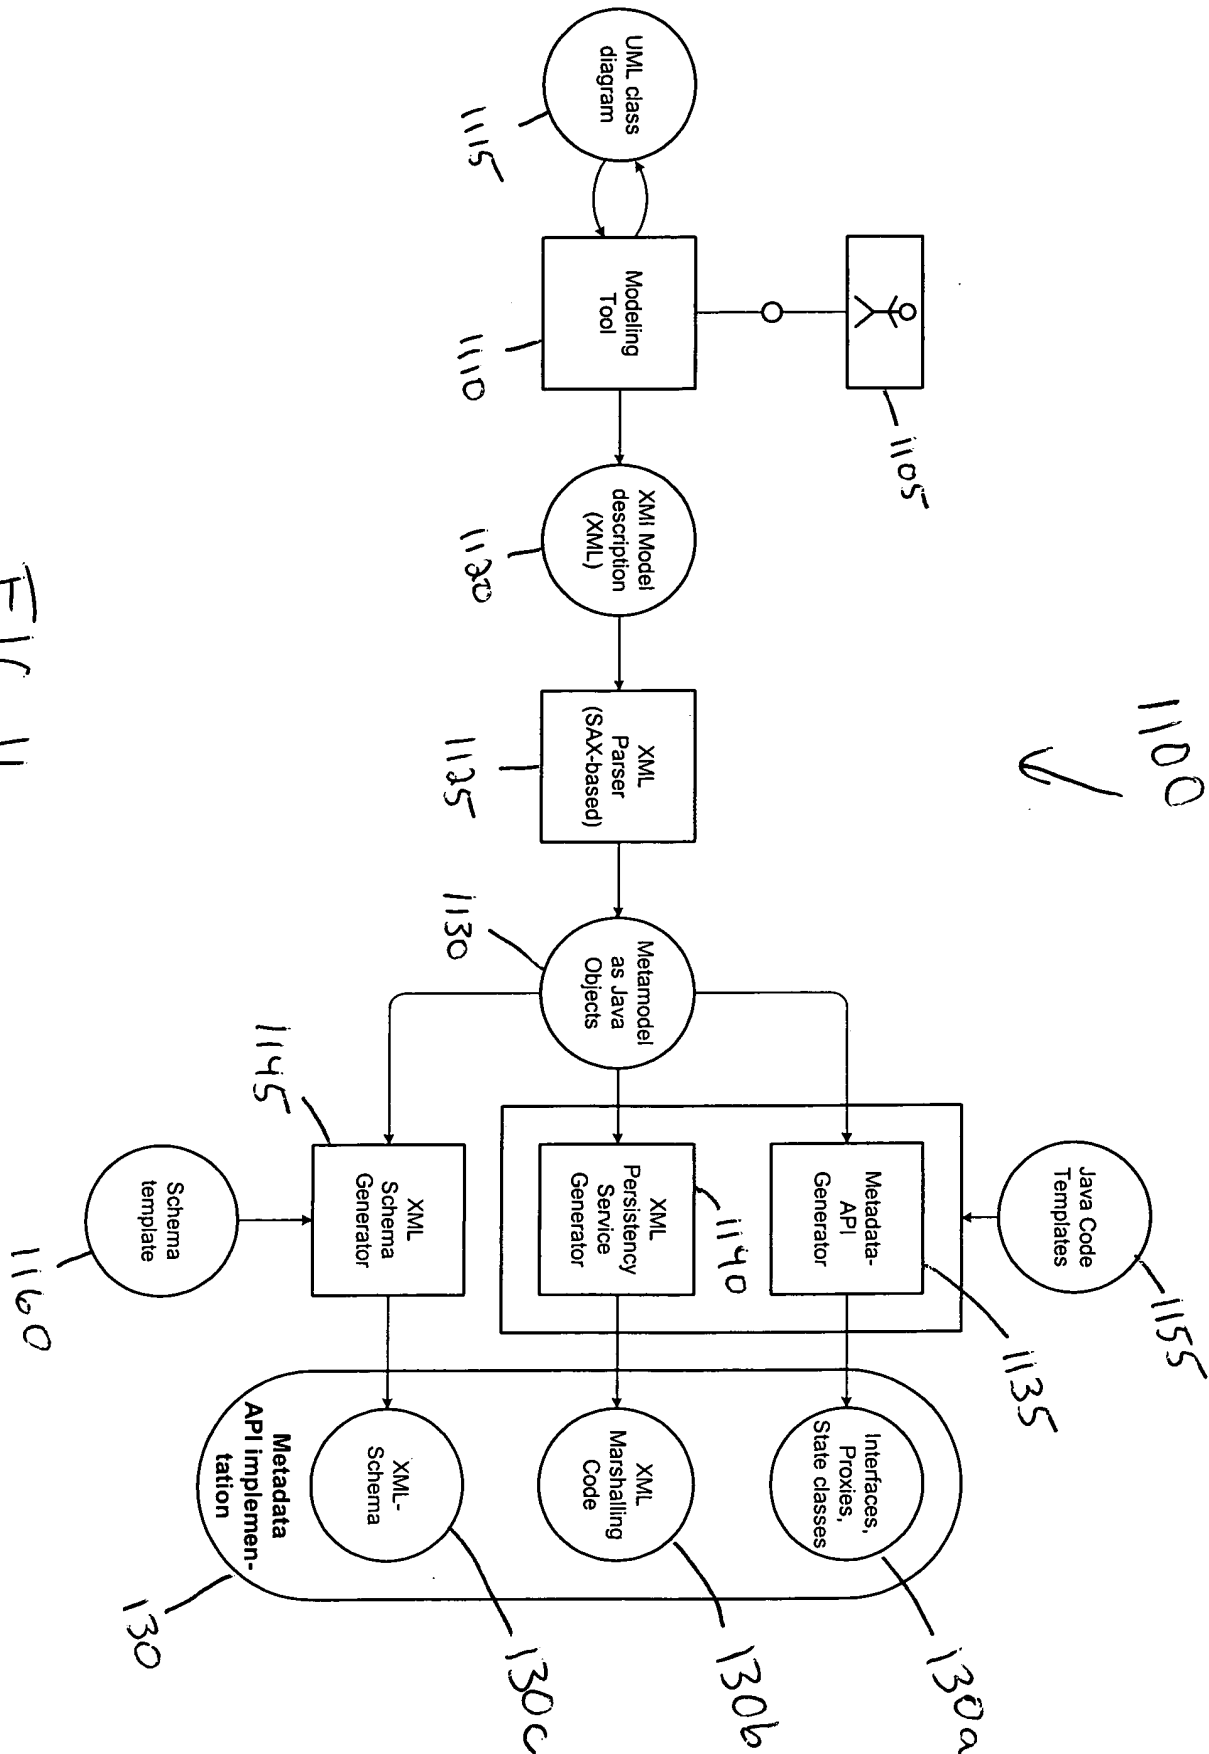 1100
1105
UML class
diagram
1115
Modeling
Tool
1110
XMI Model
description
(XML)
1120
XML
Parser
(SAX-based)
1125
Metamodel
as Java
Objects
1130
Java Code
Templates
1155
Metadata-
API
Generator
1135
XML
Persistency
Service
Generator
1140
XML
Schema
Generator
1145
Schema
template
1160
Interfaces,
Proxies,
State classes
130a
XML
Marshalling
Code
130b
XML-
Schema
130c
Metadata
API implemen-
tation
130
FIG 11